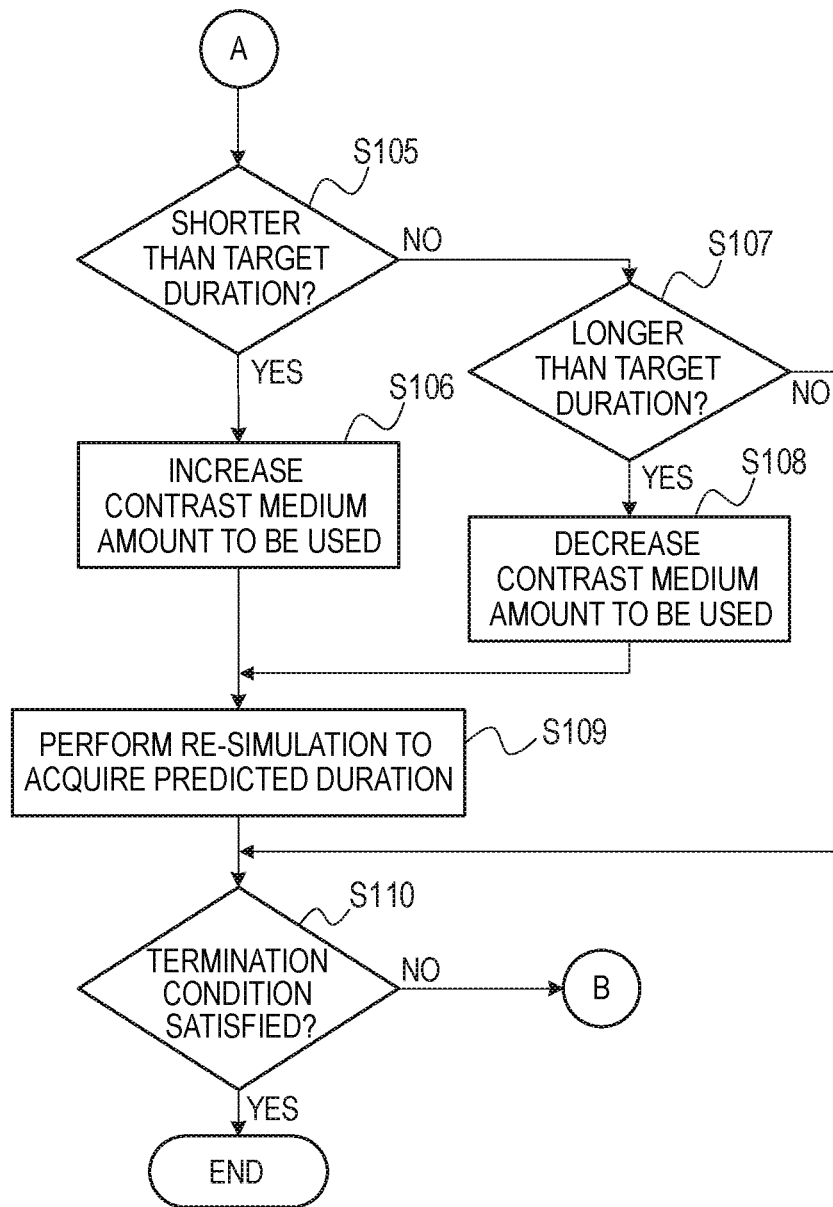 A
S105
SHORTER
THAN TARGET
DURATION?
NO
YES
S107
LONGER
THAN TARGET
DURATION?
NO
YES
S106
INCREASE
CONTRAST MEDIUM
AMOUNT TO BE USED
S108
DECREASE
CONTRAST MEDIUM
AMOUNT TO BE USED
PERFORM RE-SIMULATION TO
ACQUIRE PREDICTED DURATION
S109
S110
TERMINATION
CONDITION
SATISFIED?
NO
B
YES
END